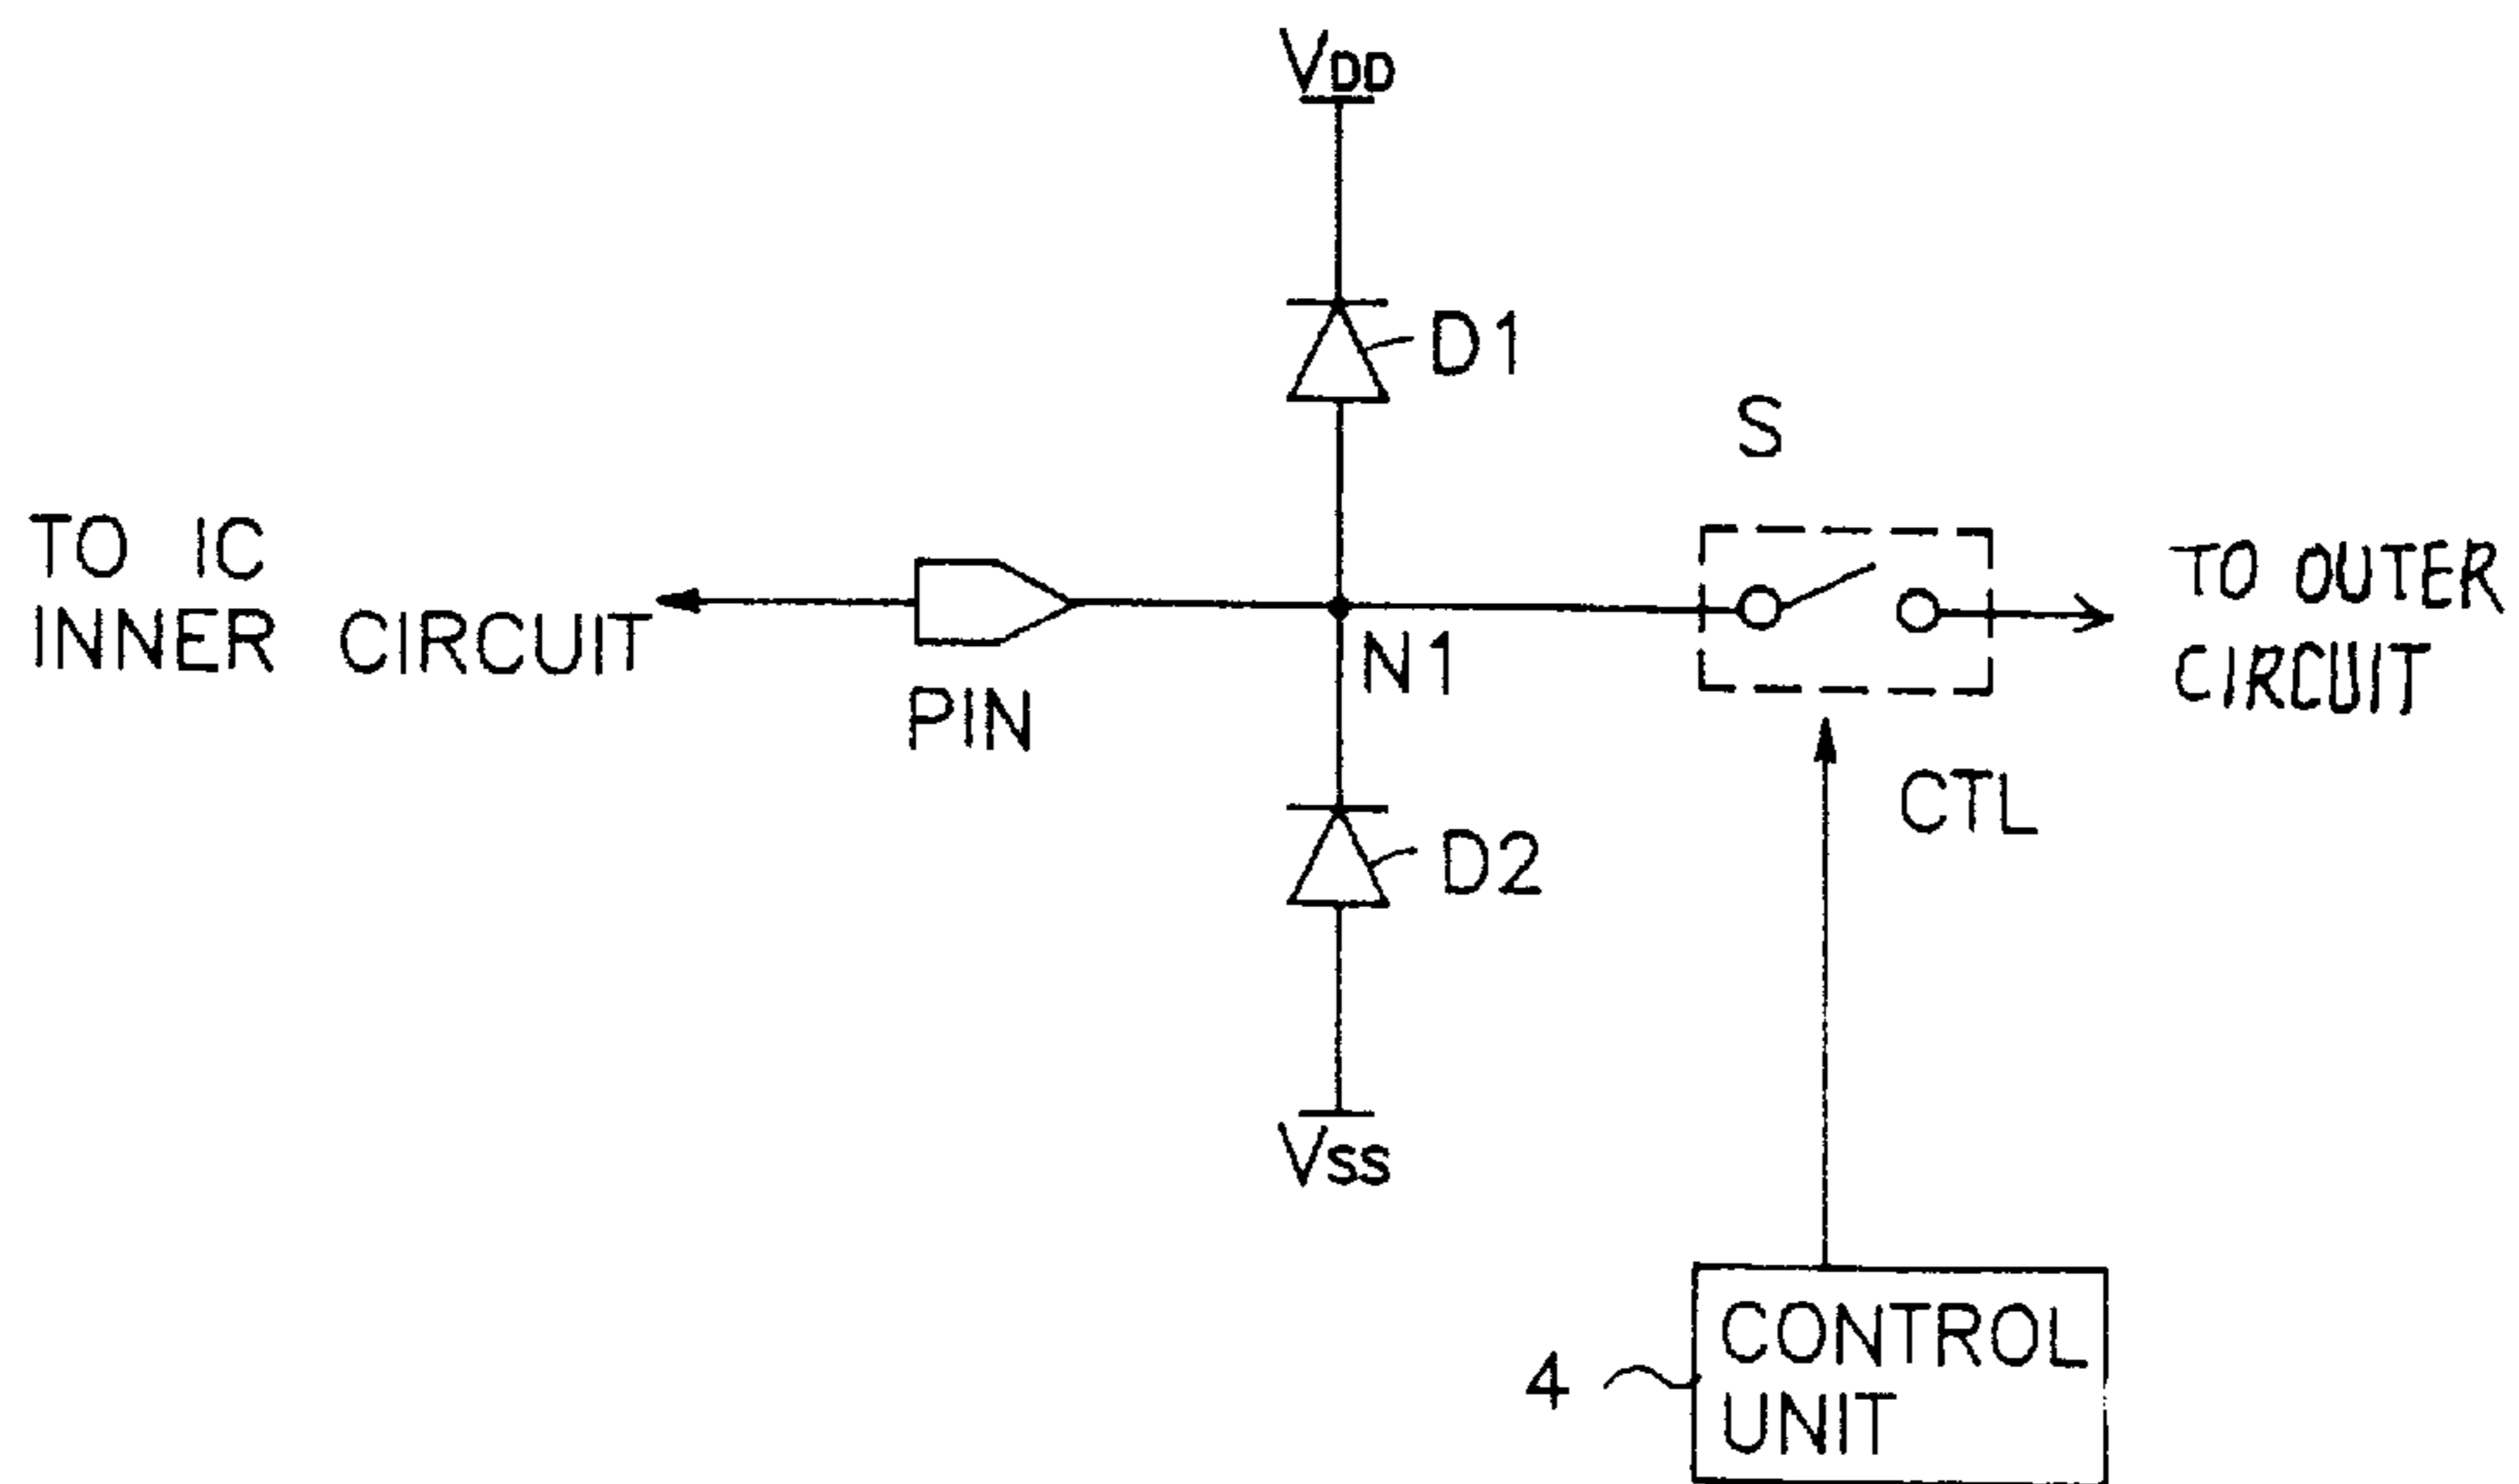 VDD
D1
S
TO IC
INNER CIRCUIT
TO OUTER
CIRCUIT
N1
PIN
CTL
D2
VSS
4
CONTROL
UNIT